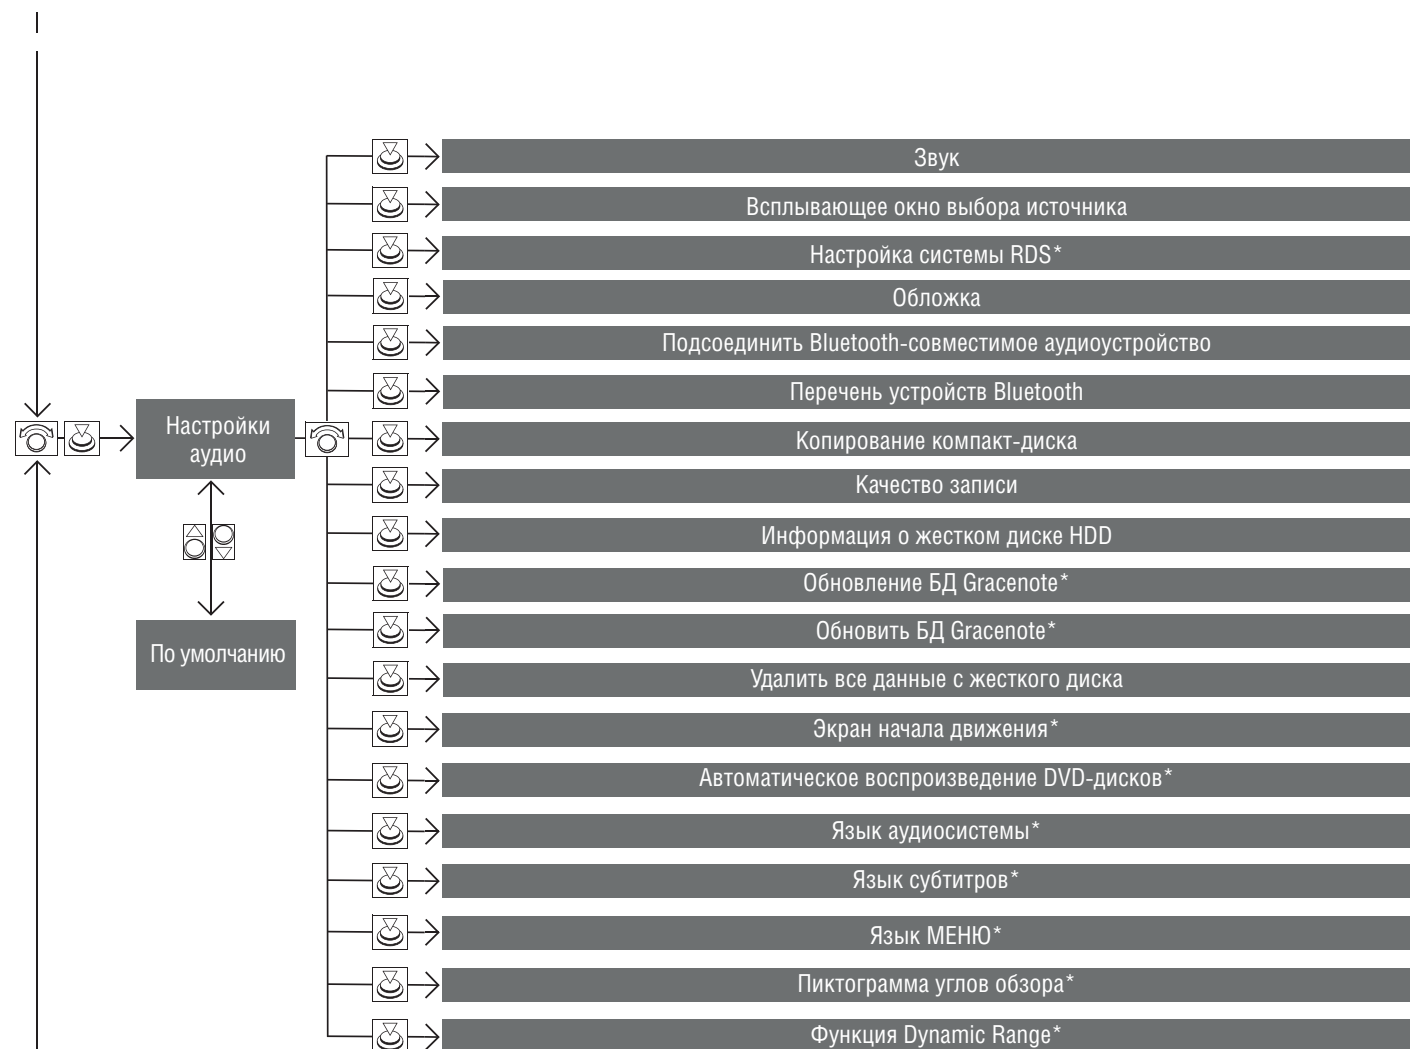 Звук
Всплывающее окно выбора источника
Настройка системы RDS*
Обложка
Подсоединить Bluetooth-совместимое аудиоустройство
Перечень устройств Bluetooth
Настройки
аудио
Копирование компакт-диска
Качество записи
Информация о жестком диске HDD
Обновление БД Gracenote*
Обновить БД Gracenote*
По умолчанию
Удалить все данные с жесткого диска
Экран начала движения*
Автоматическое воспроизведение DVD-дисков*
Язык аудиосистемы*
Язык субтитров*
Язык МЕНЮ*
Пиктограмма углов обзора*
Функция Dynamic Range*